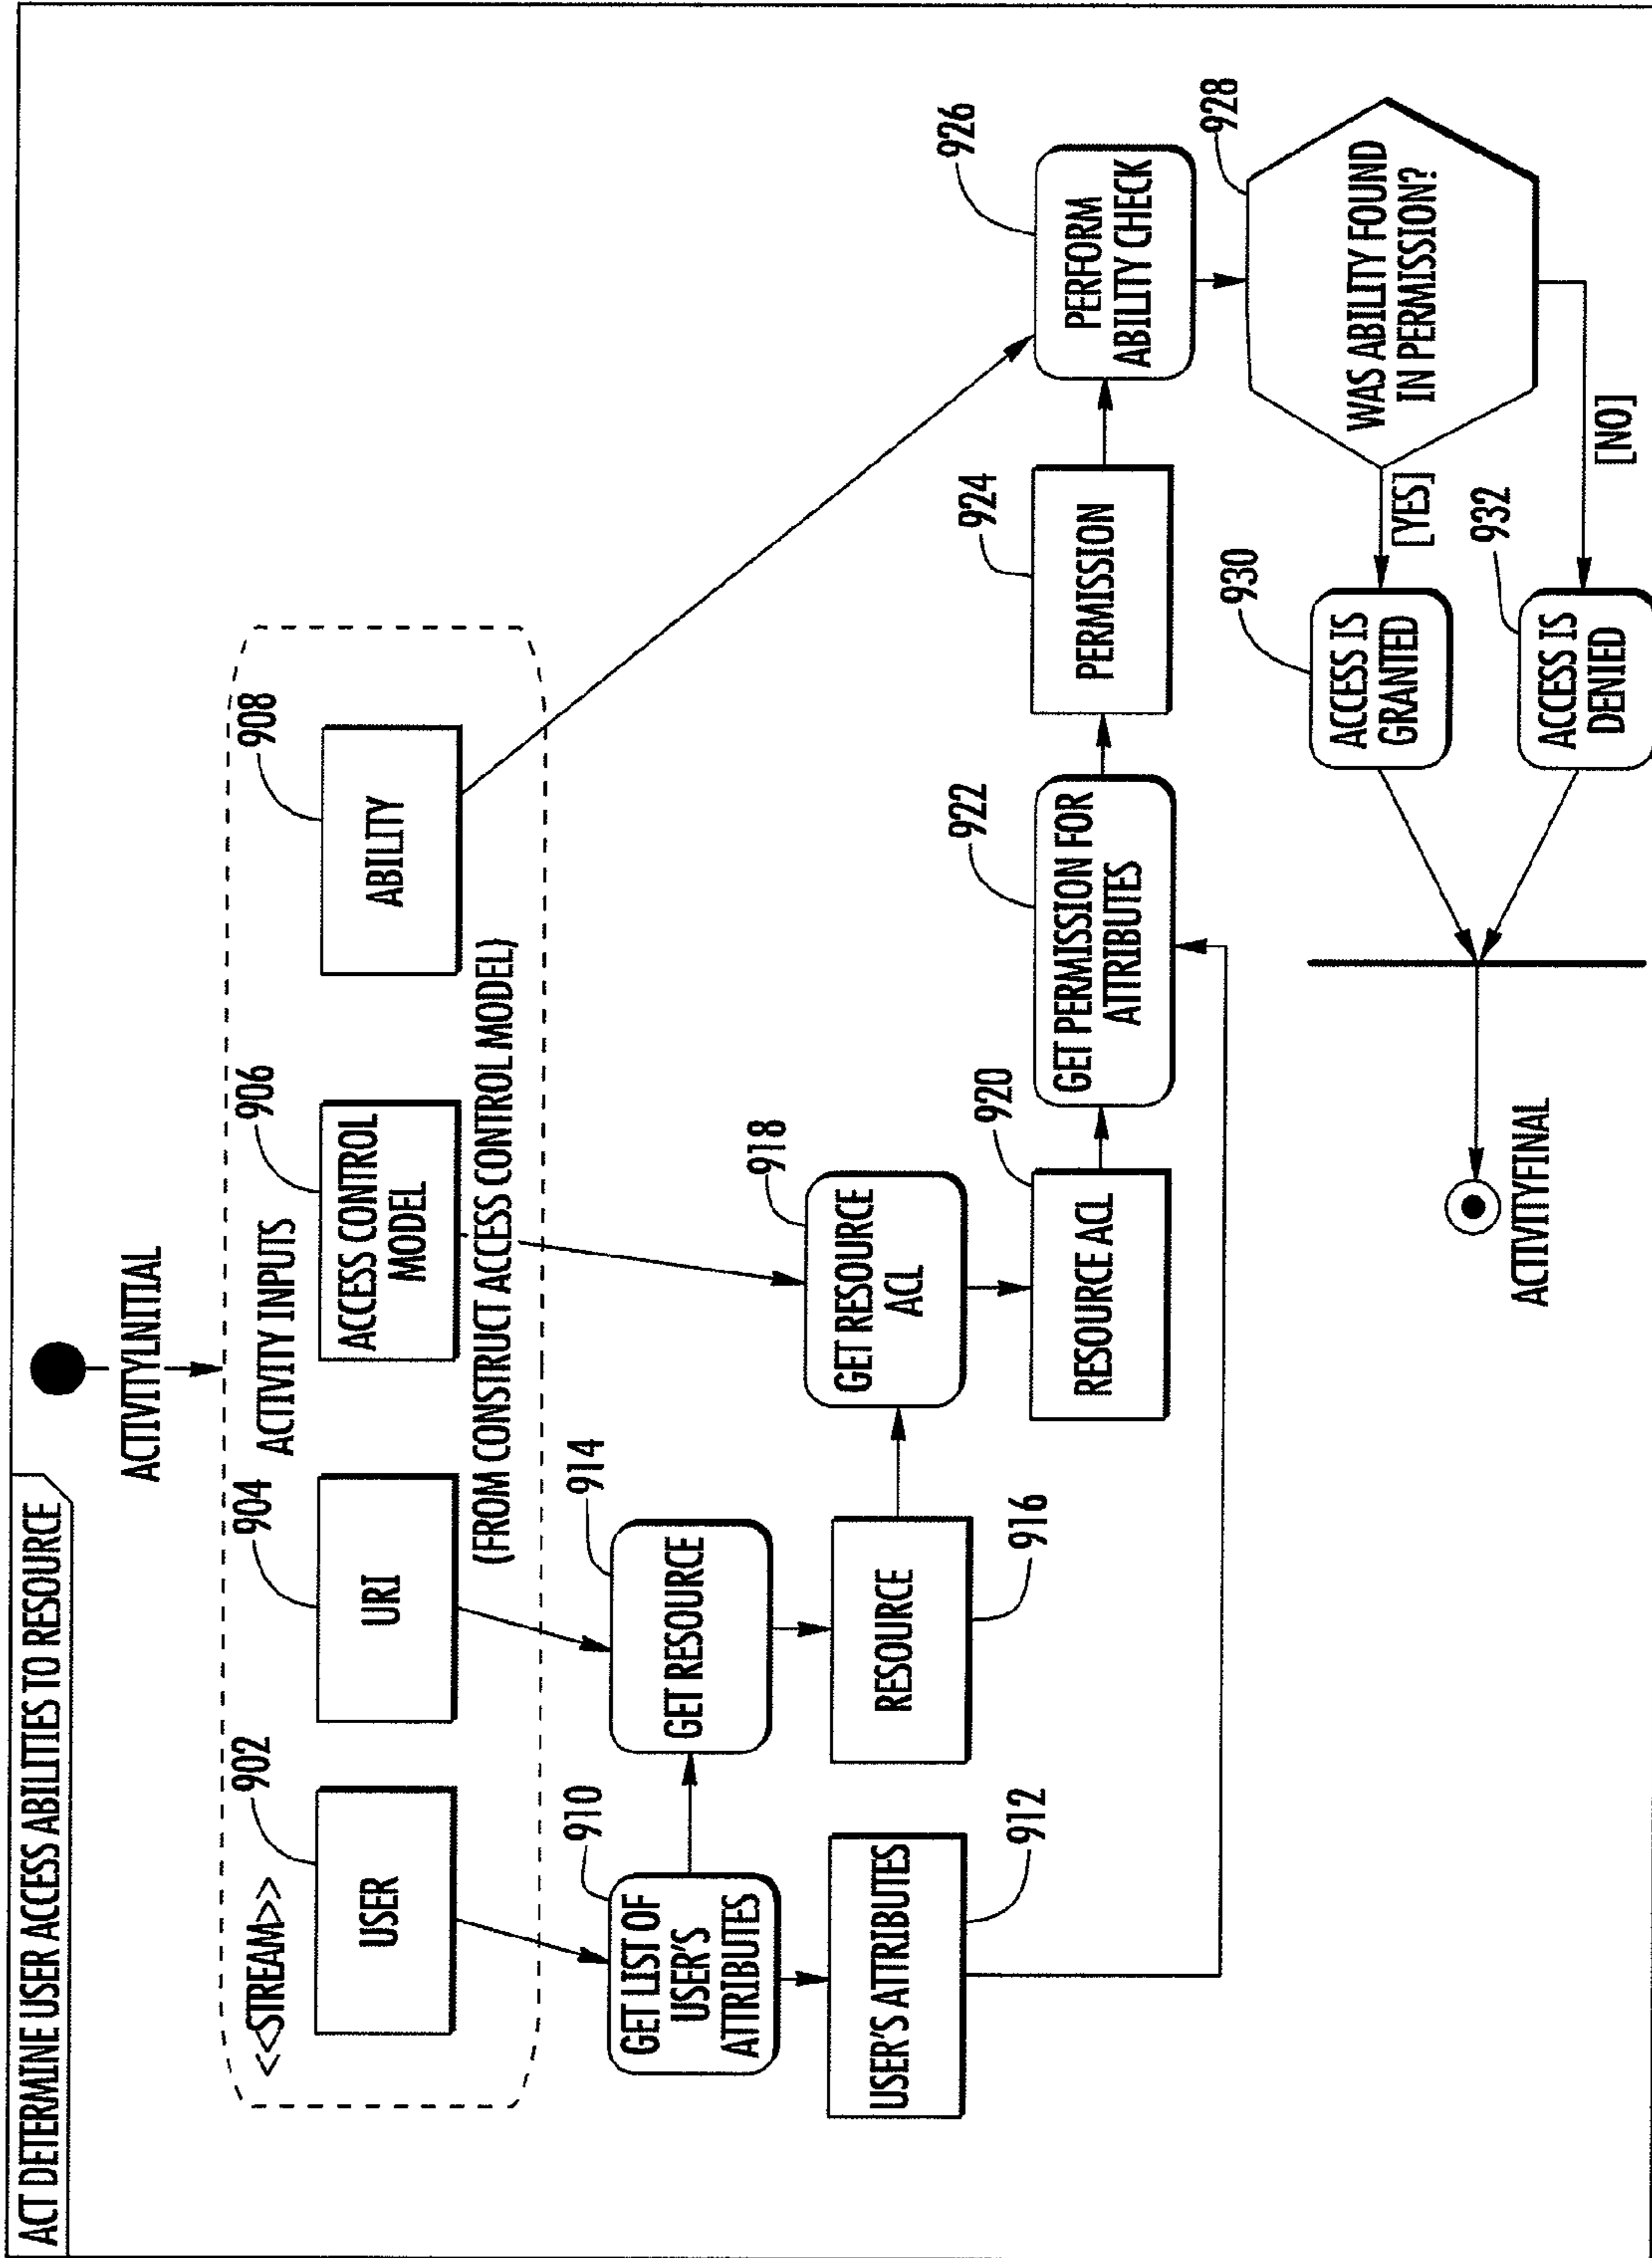 ACT DETERMINE USER ACCESS ABILITIES TO RESOURCE
ACTIVITYLNITIAL
<<STREAM>>
ACTIVITY INPUTS
902
USER
904
URI
906
ACCESS CONTROL
MODEL
908
ABILITY
(FROM CONSTRUCT ACCESS CONTROL MODEL)
910
GET LIST OF
USER'S
ATTRIBUTES
914
GET RESOURCE
912
USER'S ATTRIBUTES
RESOURCE
916
918
GET RESOURCE
ACL
920
RESOURCE ACL
922
GET PERMISSION FOR
ATTRIBUTES
924
PERMISSION
926
PERFORM
ABILITY CHECK
928
WAS ABILITY FOUND
IN PERMISSION?
[YES]
[NO]
930
ACCESS IS
GRANTED
932
ACCESS IS
DENIED
ACTIVITYFINAL